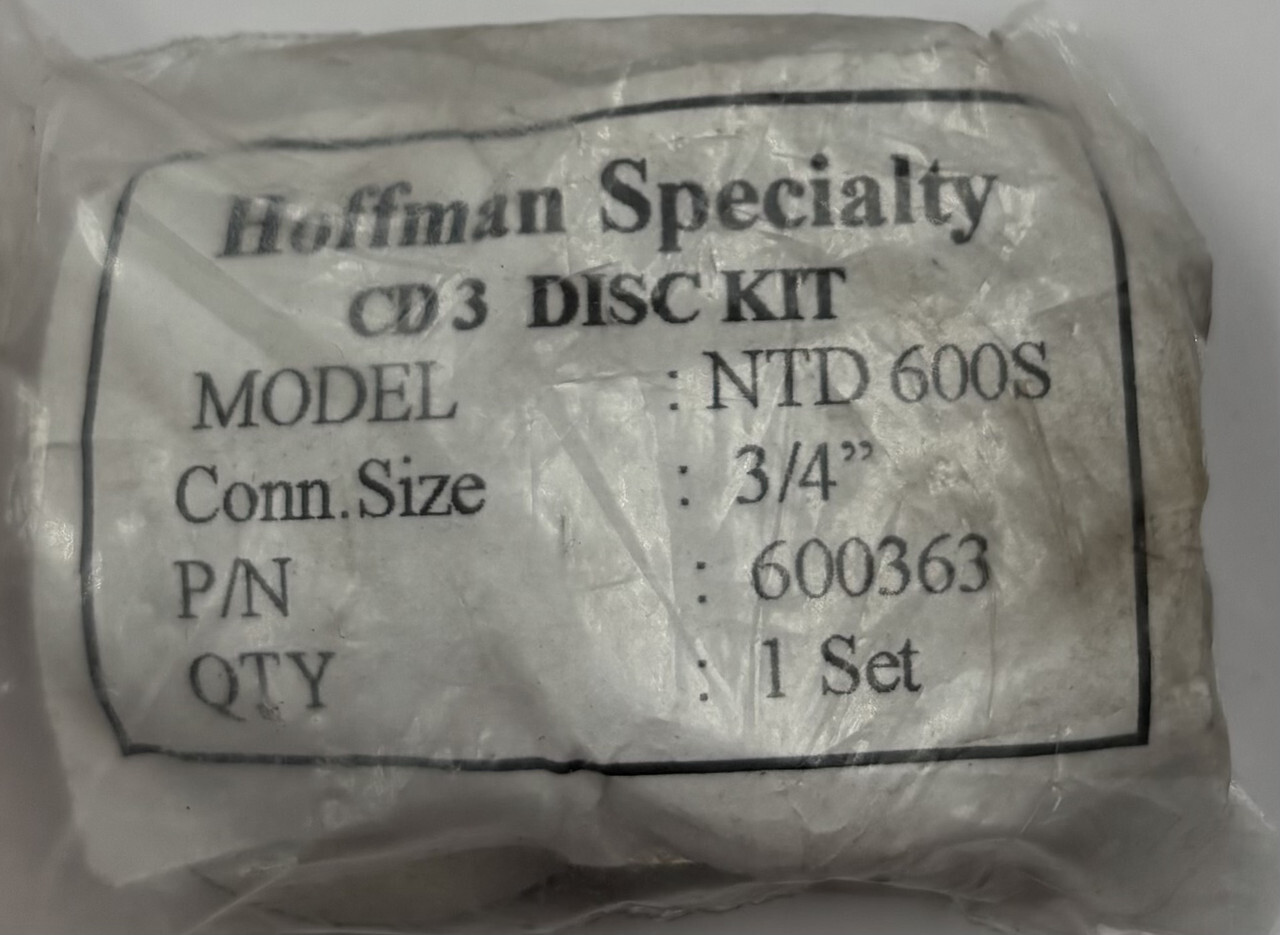 Hoffman Specialty
CD3 DISC KIT
MODEL : NTD 600S
Conn.Size : 3/4”
P/N : 600363
QTY : 1 Set